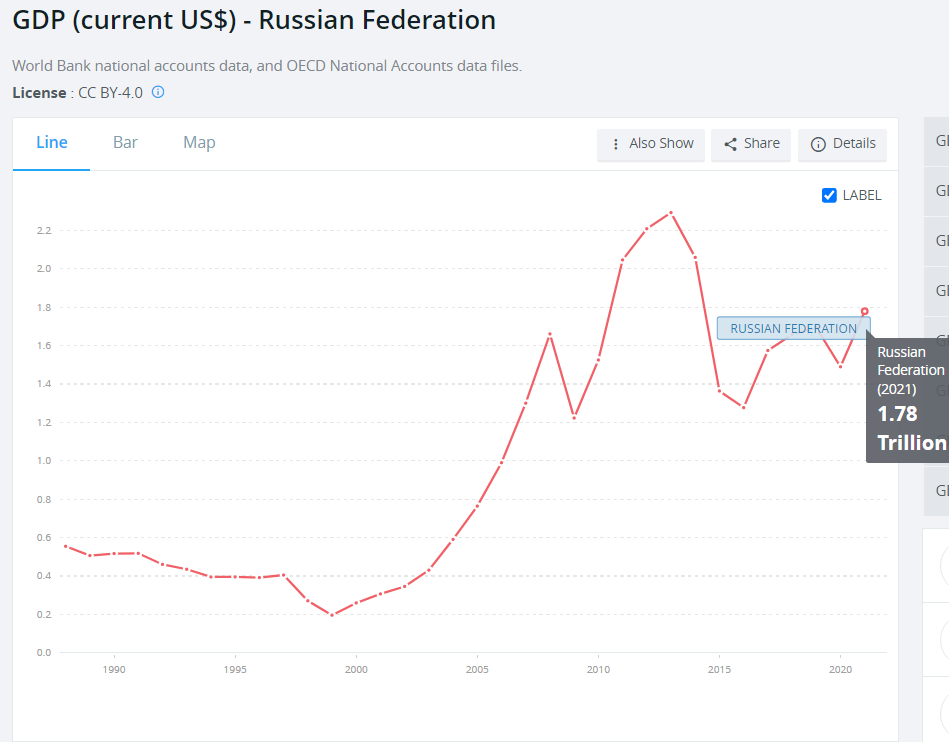 GDP (current US$) - Russian Federation
World Bank national accounts data, and OECD National Accounts data files.
License : CC BY-4.0
Line Bar Map
Also Show Share Details
LABEL
2.2
2.0
1.8
1.6
1.4
1.2
1.0
0.8
0.6
0.4
0.2
0.0
RUSSIAN FEDERATION
Russian
Federation
(2021)
1.78
Trillion
1990 1995 2000 2005 2010 2015 2020